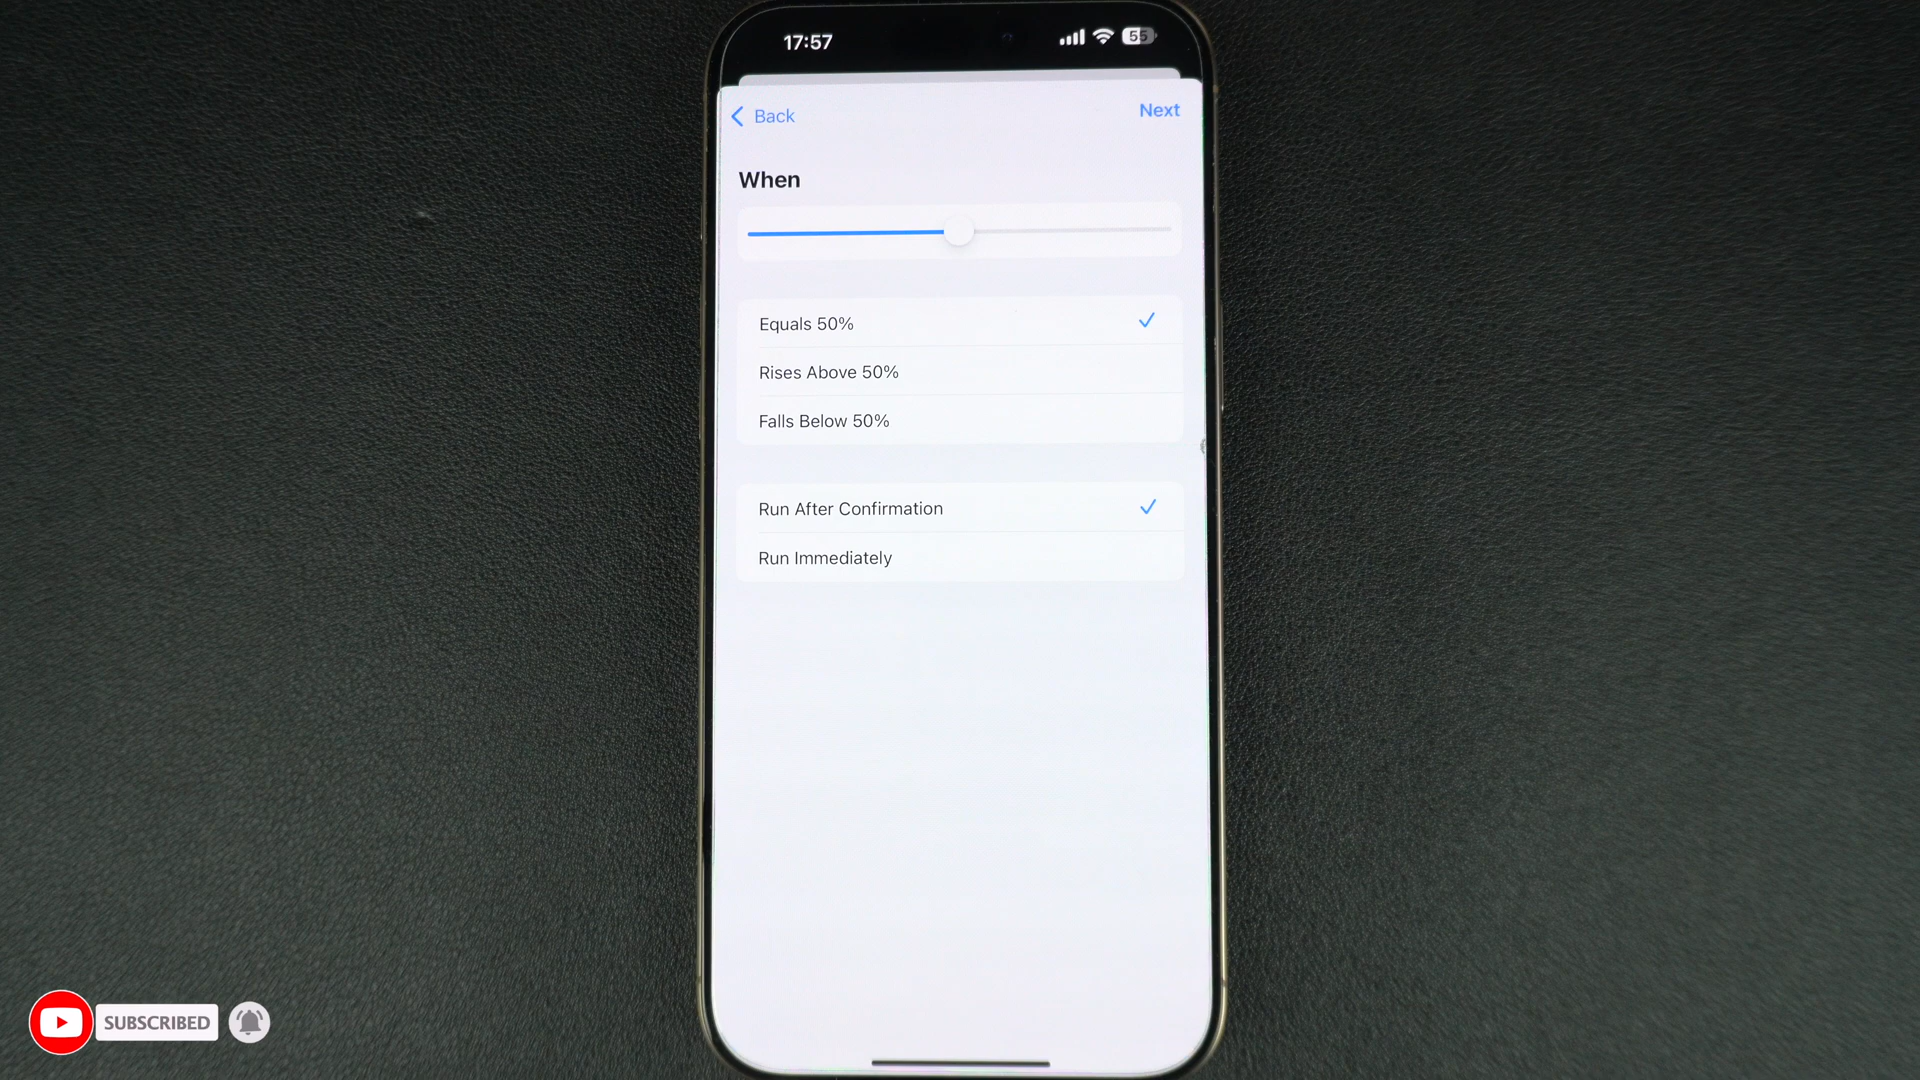 17:57
55
Back
Next
When
Equals 50%
Rises Above 50%
Falls Below 50%
Run After Confirmation
Run Immediately
SUBSCRIBED